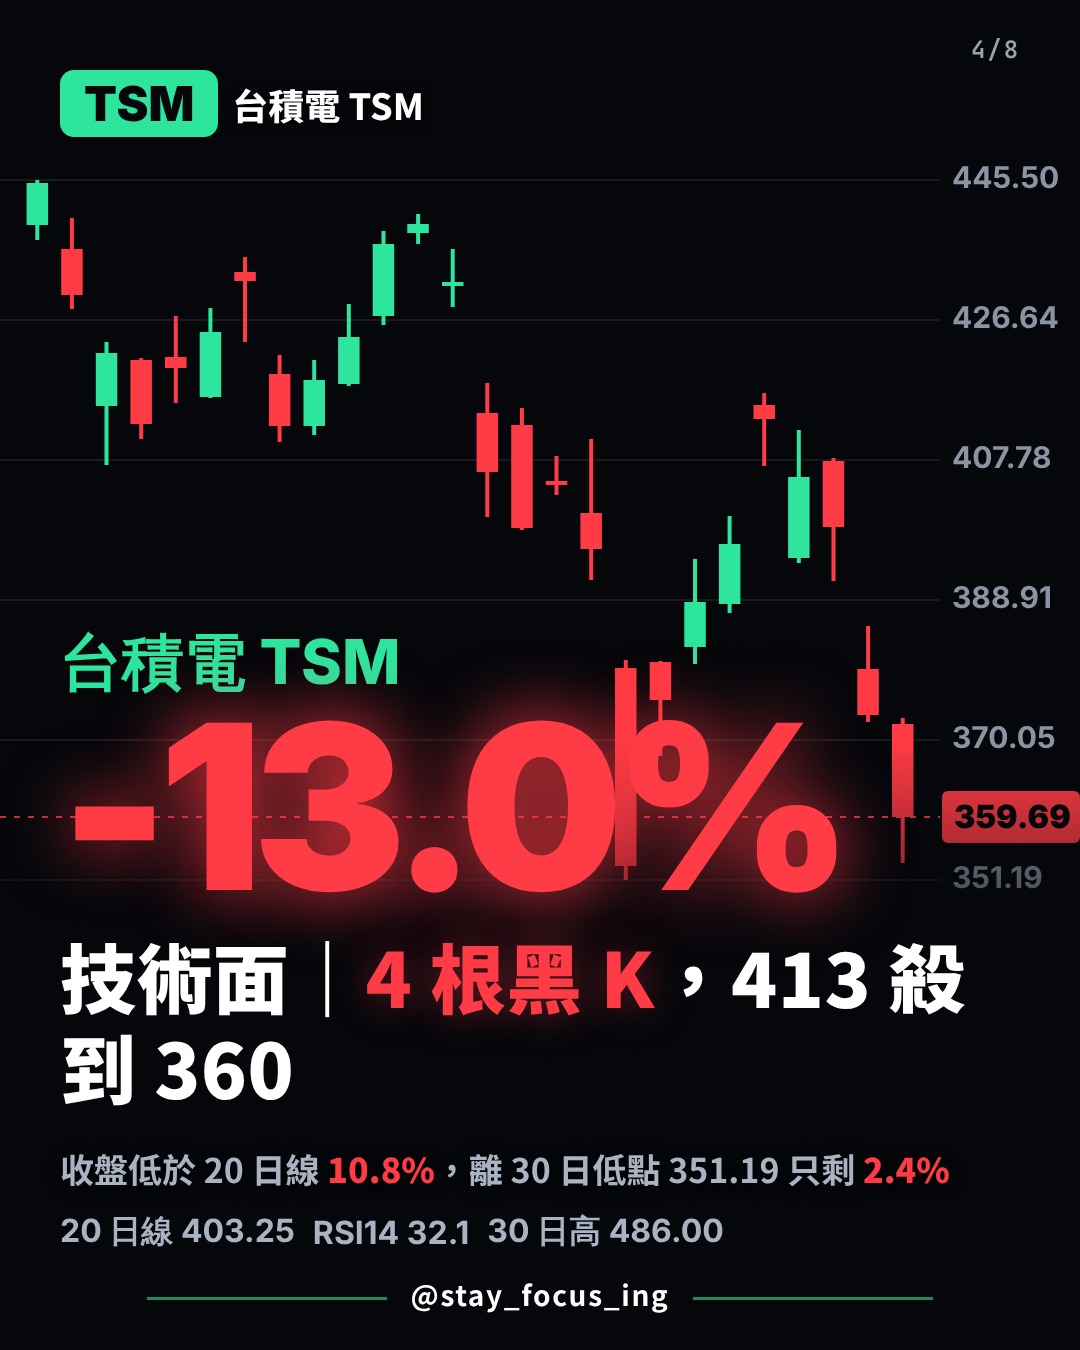 4/8
TSM 台積電 TSM
445.50
426.64
407.78
388.91
台積電 TSM
370.05
-13.0%
359.69
351.19
技術面｜4 根黑 K，413 殺
到 360
收盤低於 20 日線 10.8%，離 30 日低點 351.19 只剩 2.4%
20 日線 403.25 RSI14 32.1 30 日高 486.00
@stay_focus_ing